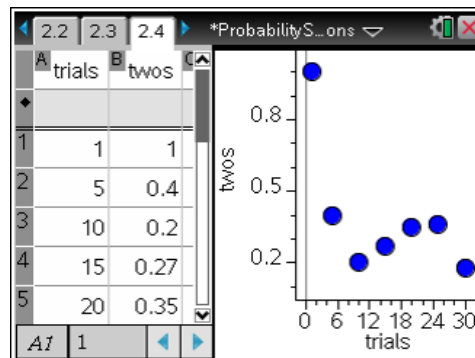 2.2 2.3 2.4 *ProbabilityS...ons
A trials B twos C
◆
1 1 1
2 5 0.4
3 10 0.2
4 15 0.27
5 20 0.35
A1 1
0.8
0.5
0.2
twos
0 6 12 18 24 30
trials